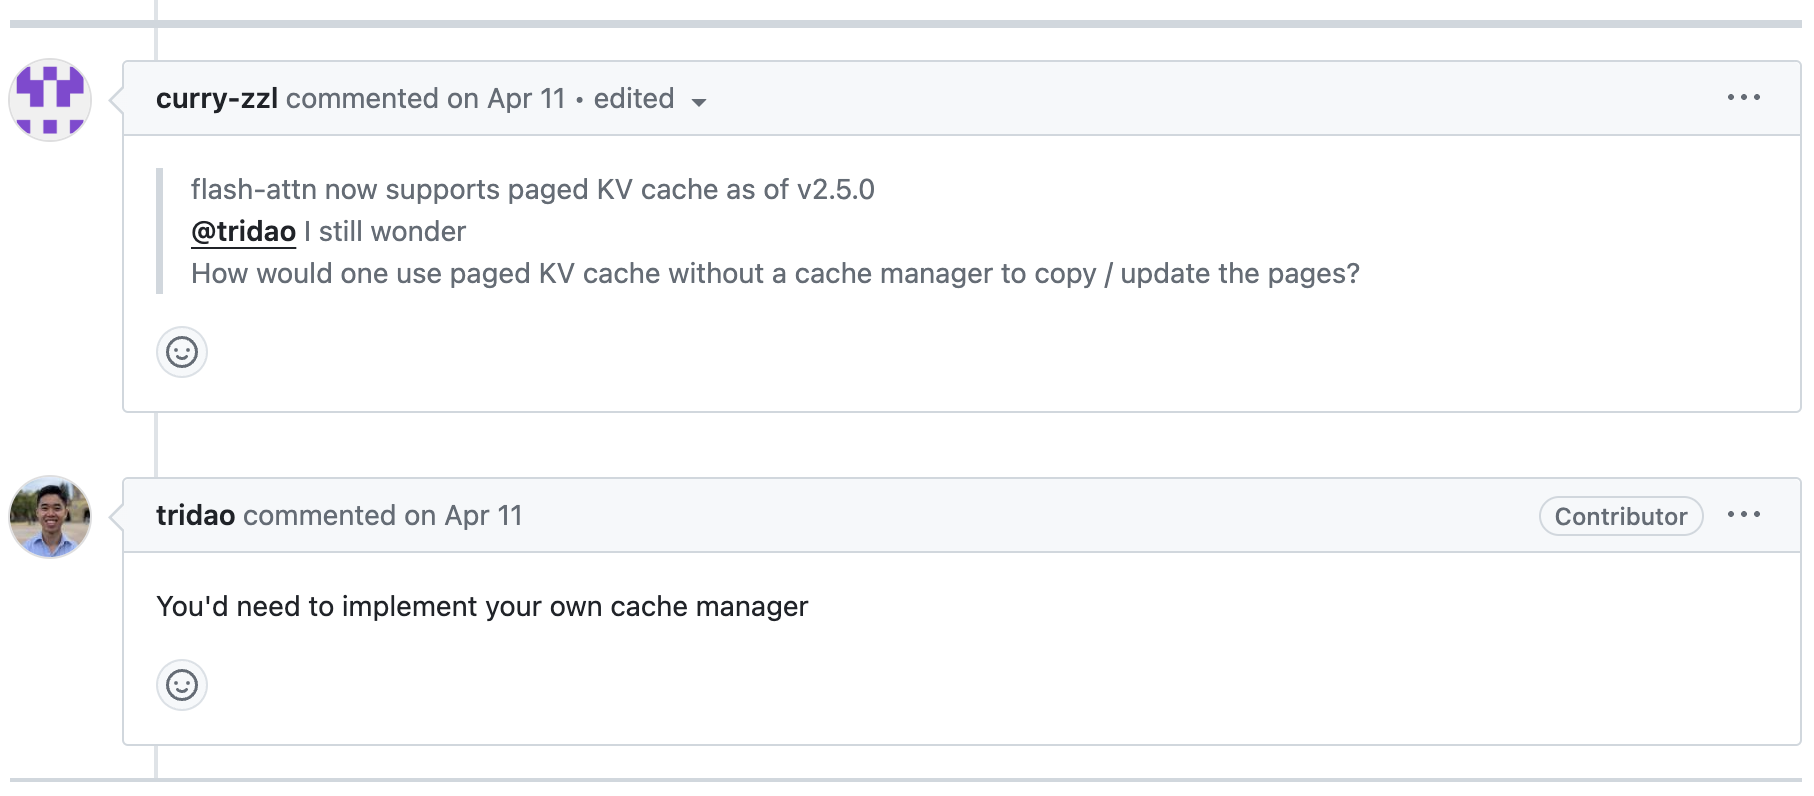 curry-zzl commented on Apr 11 • edited
flash-attn now supports paged KV cache as of v2.5.0
@tridao I still wonder
How would one use paged KV cache without a cache manager to copy / update the pages?
tridao commented on Apr 11
Contributor
You'd need to implement your own cache manager